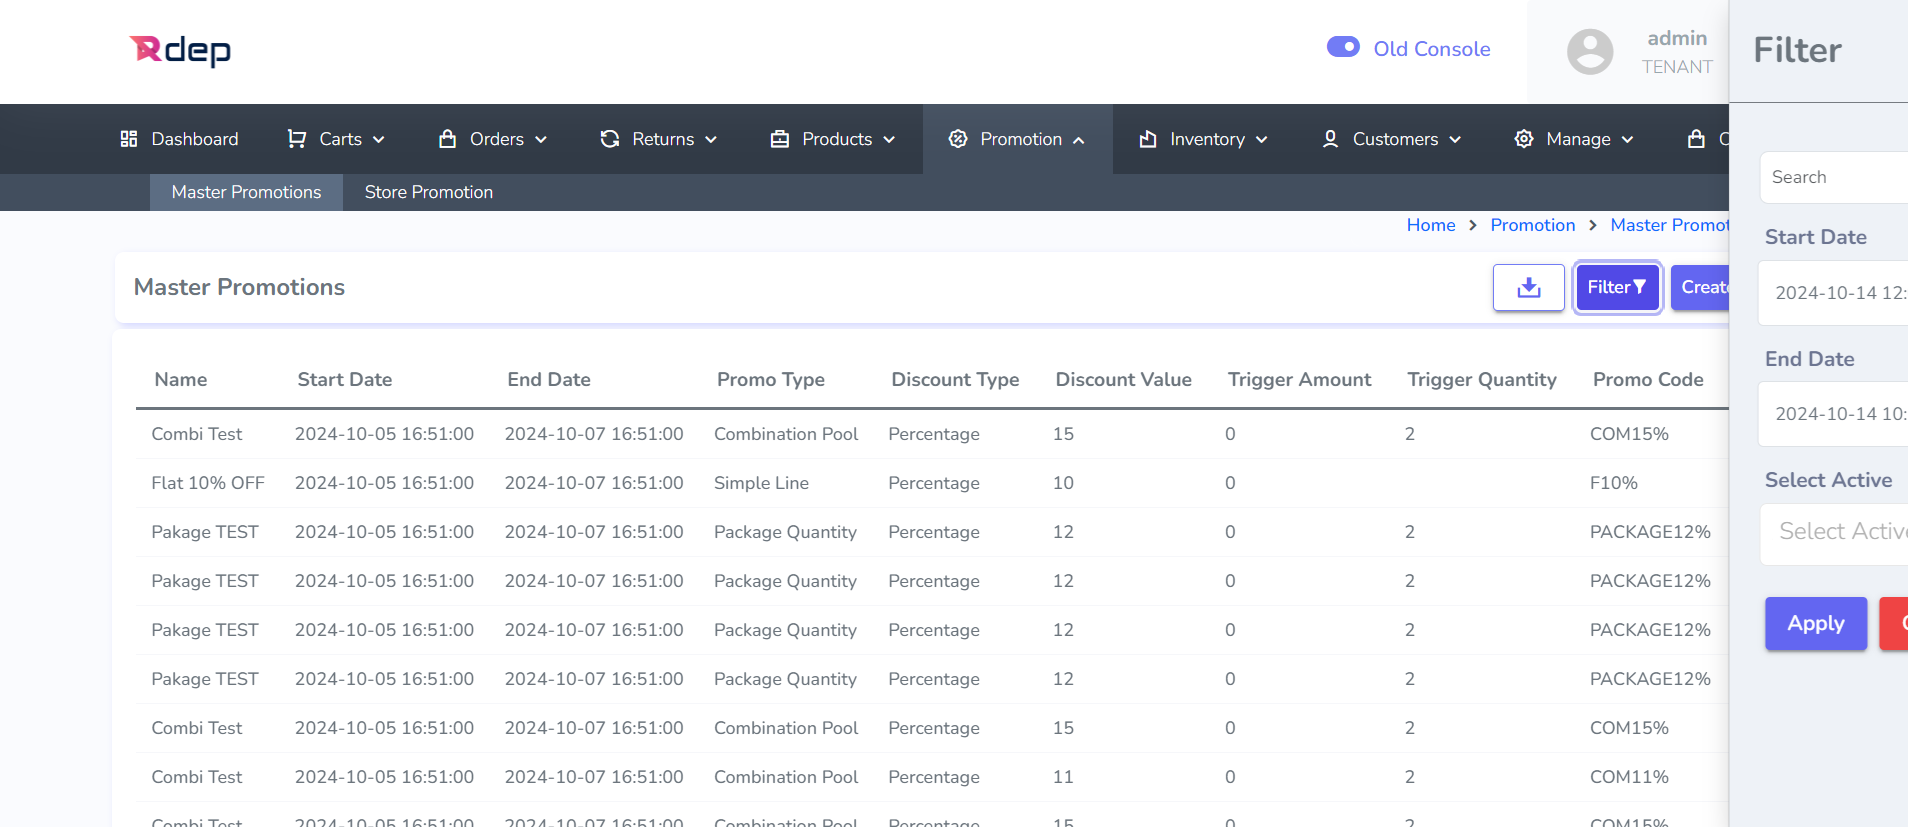 Rdep
Old Console
admin
TENANT
Filter
Dashboard Carts Orders Returns Products Promotion Inventory Customers Manage
Master Promotions Store Promotion
Home > Promotion > Master Promot
Master Promotions
Filter
Create
Search
Start Date
2024-10-14 12:
End Date
2024-10-14 10:
Select Active
Select Active
Apply
Name Start Date End Date Promo Type Discount Type Discount Value Trigger Amount Trigger Quantity Promo Code
Combi Test 2024-10-05 16:51:00 2024-10-07 16:51:00 Combination Pool Percentage 15 0 2 COM15%
Flat 10% OFF 2024-10-05 16:51:00 2024-10-07 16:51:00 Simple Line Percentage 10 0 F10%
Pakage TEST 2024-10-05 16:51:00 2024-10-07 16:51:00 Package Quantity Percentage 12 0 2 PACKAGE12%
Pakage TEST 2024-10-05 16:51:00 2024-10-07 16:51:00 Package Quantity Percentage 12 0 2 PACKAGE12%
Pakage TEST 2024-10-05 16:51:00 2024-10-07 16:51:00 Package Quantity Percentage 12 0 2 PACKAGE12%
Pakage TEST 2024-10-05 16:51:00 2024-10-07 16:51:00 Package Quantity Percentage 12 0 2 PACKAGE12%
Combi Test 2024-10-05 16:51:00 2024-10-07 16:51:00 Combination Pool Percentage 15 0 2 COM15%
Combi Test 2024-10-05 16:51:00 2024-10-07 16:51:00 Combination Pool Percentage 11 0 2 COM11%
Combi Test 2024-10-05 16:51:00 2024-10-07 16:51:00 Combination Pool Percentage 15 0 2 COM15%